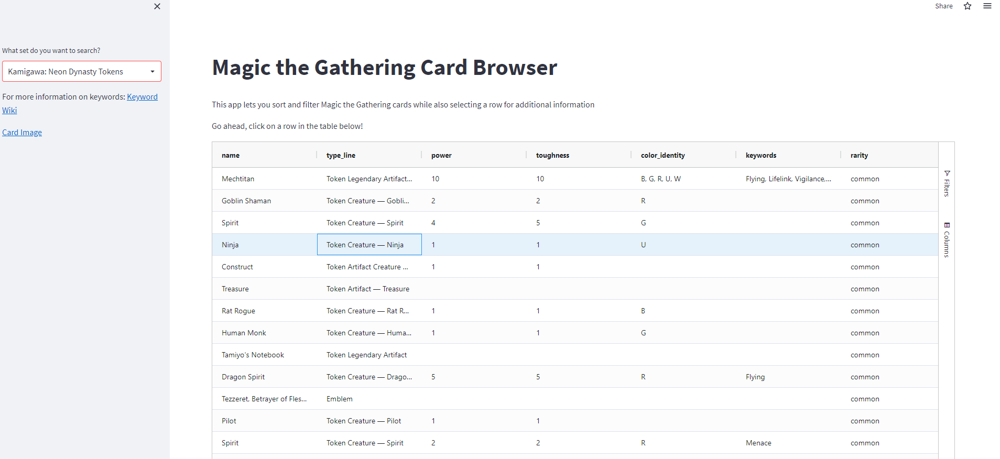 Share
What set do you want to search?
Kamigawa: Neon Dynasty Tokens
For more information on keywords: Keyword
Wiki
Card Image
Magic the Gathering Card Browser
This app lets you sort and filter Magic the Gathering cards while also selecting a row for additional information
Go ahead, click on a row in the table below!
name type_line power toughness color_identity keywords rarity
Mechtitan Token Legendary Artifact... 10 10 B, G, R, U, W Flying, Lifelink, Vigilance,... common
Goblin Shaman Token Creature — Gobli... 2 2 R common
Spirit Token Creature — Spirit 4 5 G common
Ninja Token Creature — Ninja 1 1 U common
Construct Token Artifact Creature ... 1 1 common
Treasure Token Artifact — Treasure common
Rat Rogue Token Creature — Rat R... 1 1 B common
Human Monk Token Creature — Huma... 1 1 G common
Tamiyo's Notebook Token Legendary Artifact common
Dragon Spirit Token Creature — Drago... 5 5 R Flying common
Tezzeret, Betrayer of Fles... Emblem common
Pilot Token Creature — Pilot 1 1 common
Spirit Token Creature — Spirit 2 2 R Menace common
Filters
Columns